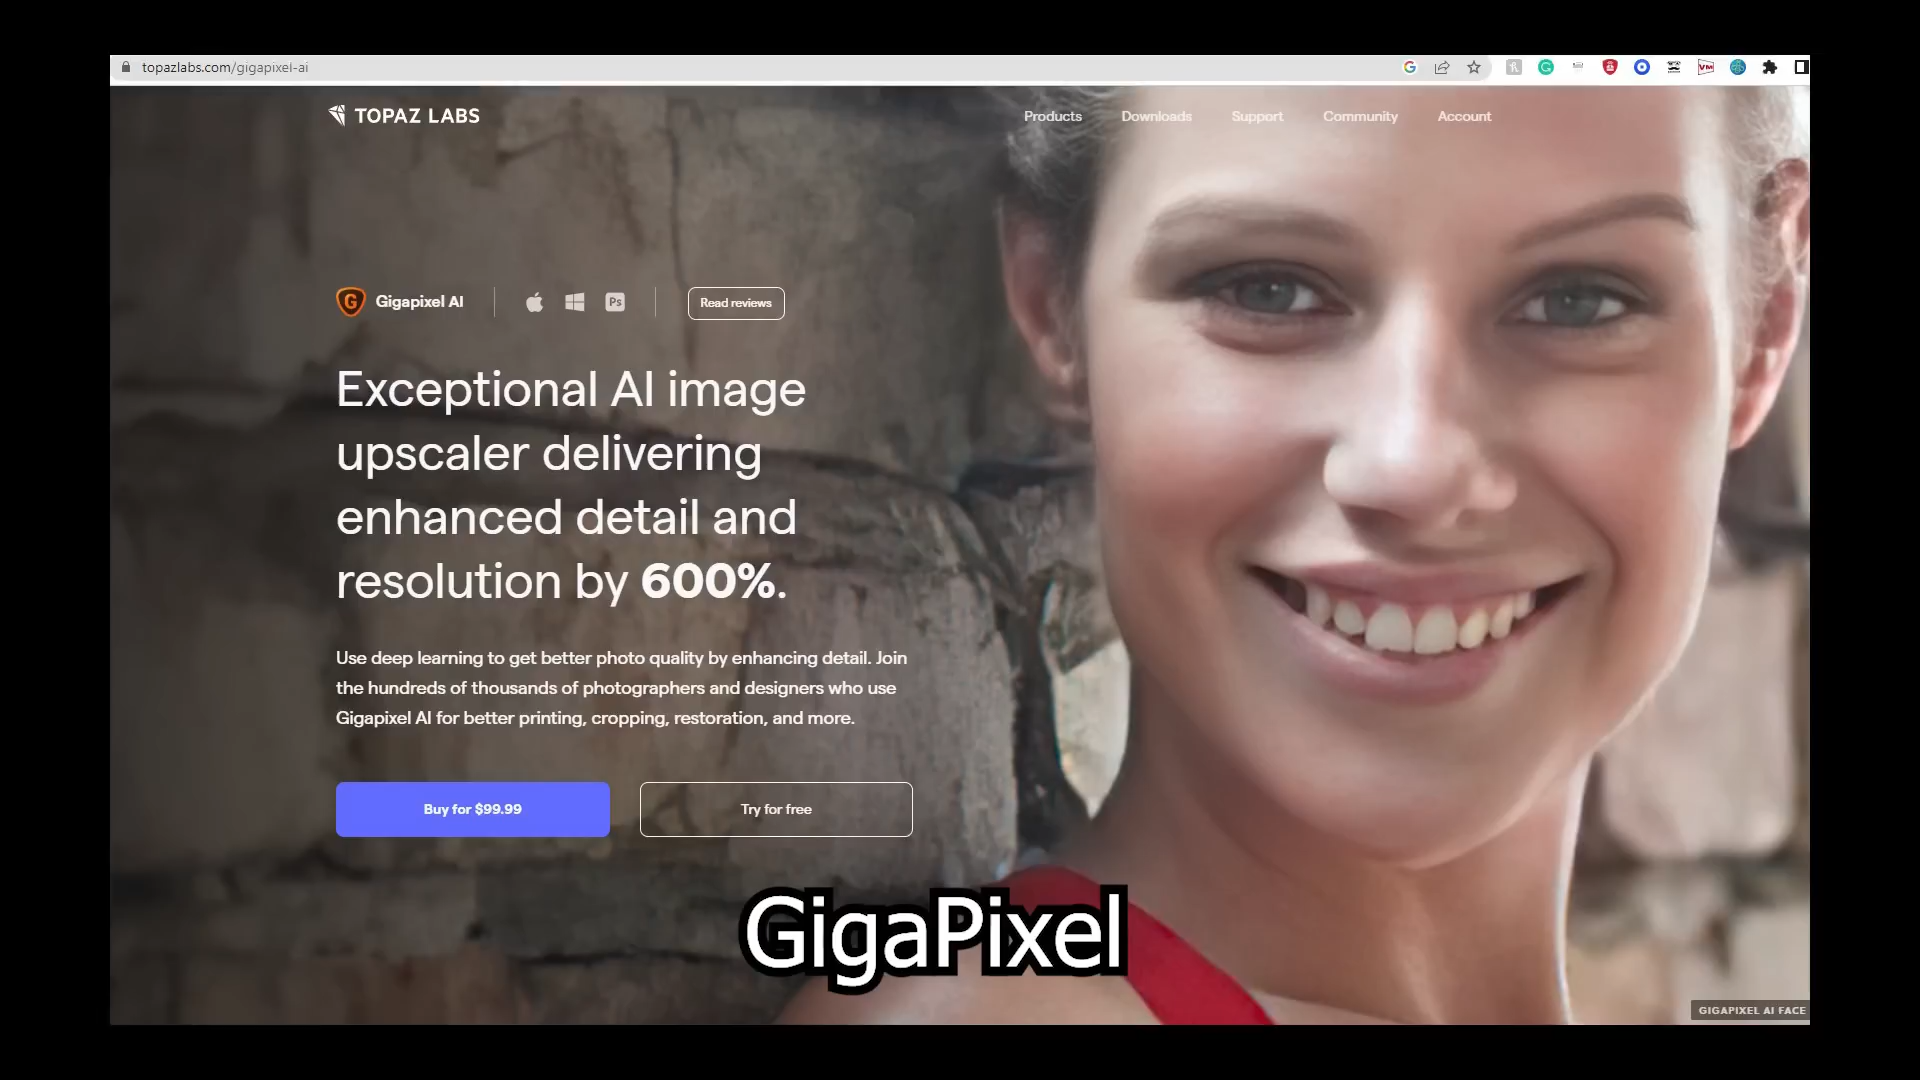 topazlabs.com/gigapixel-ai
TOPAZ LABS
Products
Downloads
Support
Community
Account
Gigapixel AI
Ps
Read reviews
Exceptional AI image
upscaler delivering
enhanced detail and
resolution by 600%.
Use deep learning to get better photo quality by enhancing detail. Join
the hundreds of thousands of photographers and designers who use
Gigapixel AI for better printing, cropping, restoration, and more.
Buy for $99.99
Try for free
GigaPixel
GIGAPIXEL AI FACE